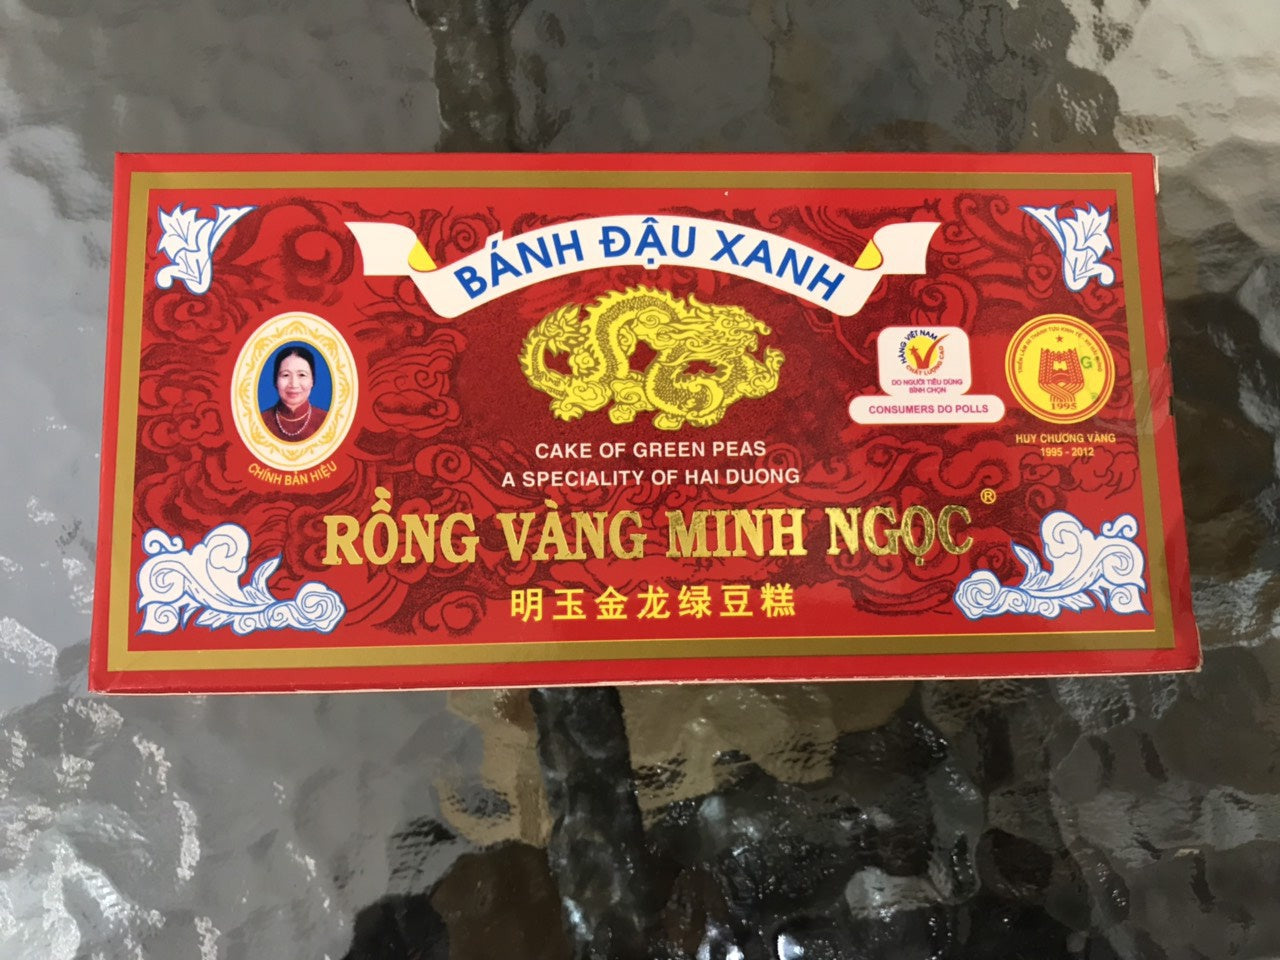 BÁNH ĐẬU XANH
CHÍNH BẢN HIỆU
HÀNG VIỆT NAM
CHẤT LƯỢNG CAO
DO NGƯỜI TIÊU DÙNG
BÌNH CHỌN
CONSUMERS DO POLLS
1995
HUY CHƯƠNG VÀNG
1995 - 2012
CAKE OF GREEN PEAS
A SPECIALITY OF HAI DUONG
RỒNG VÀNG MINH NGỌC ®
明玉金龙绿豆糕